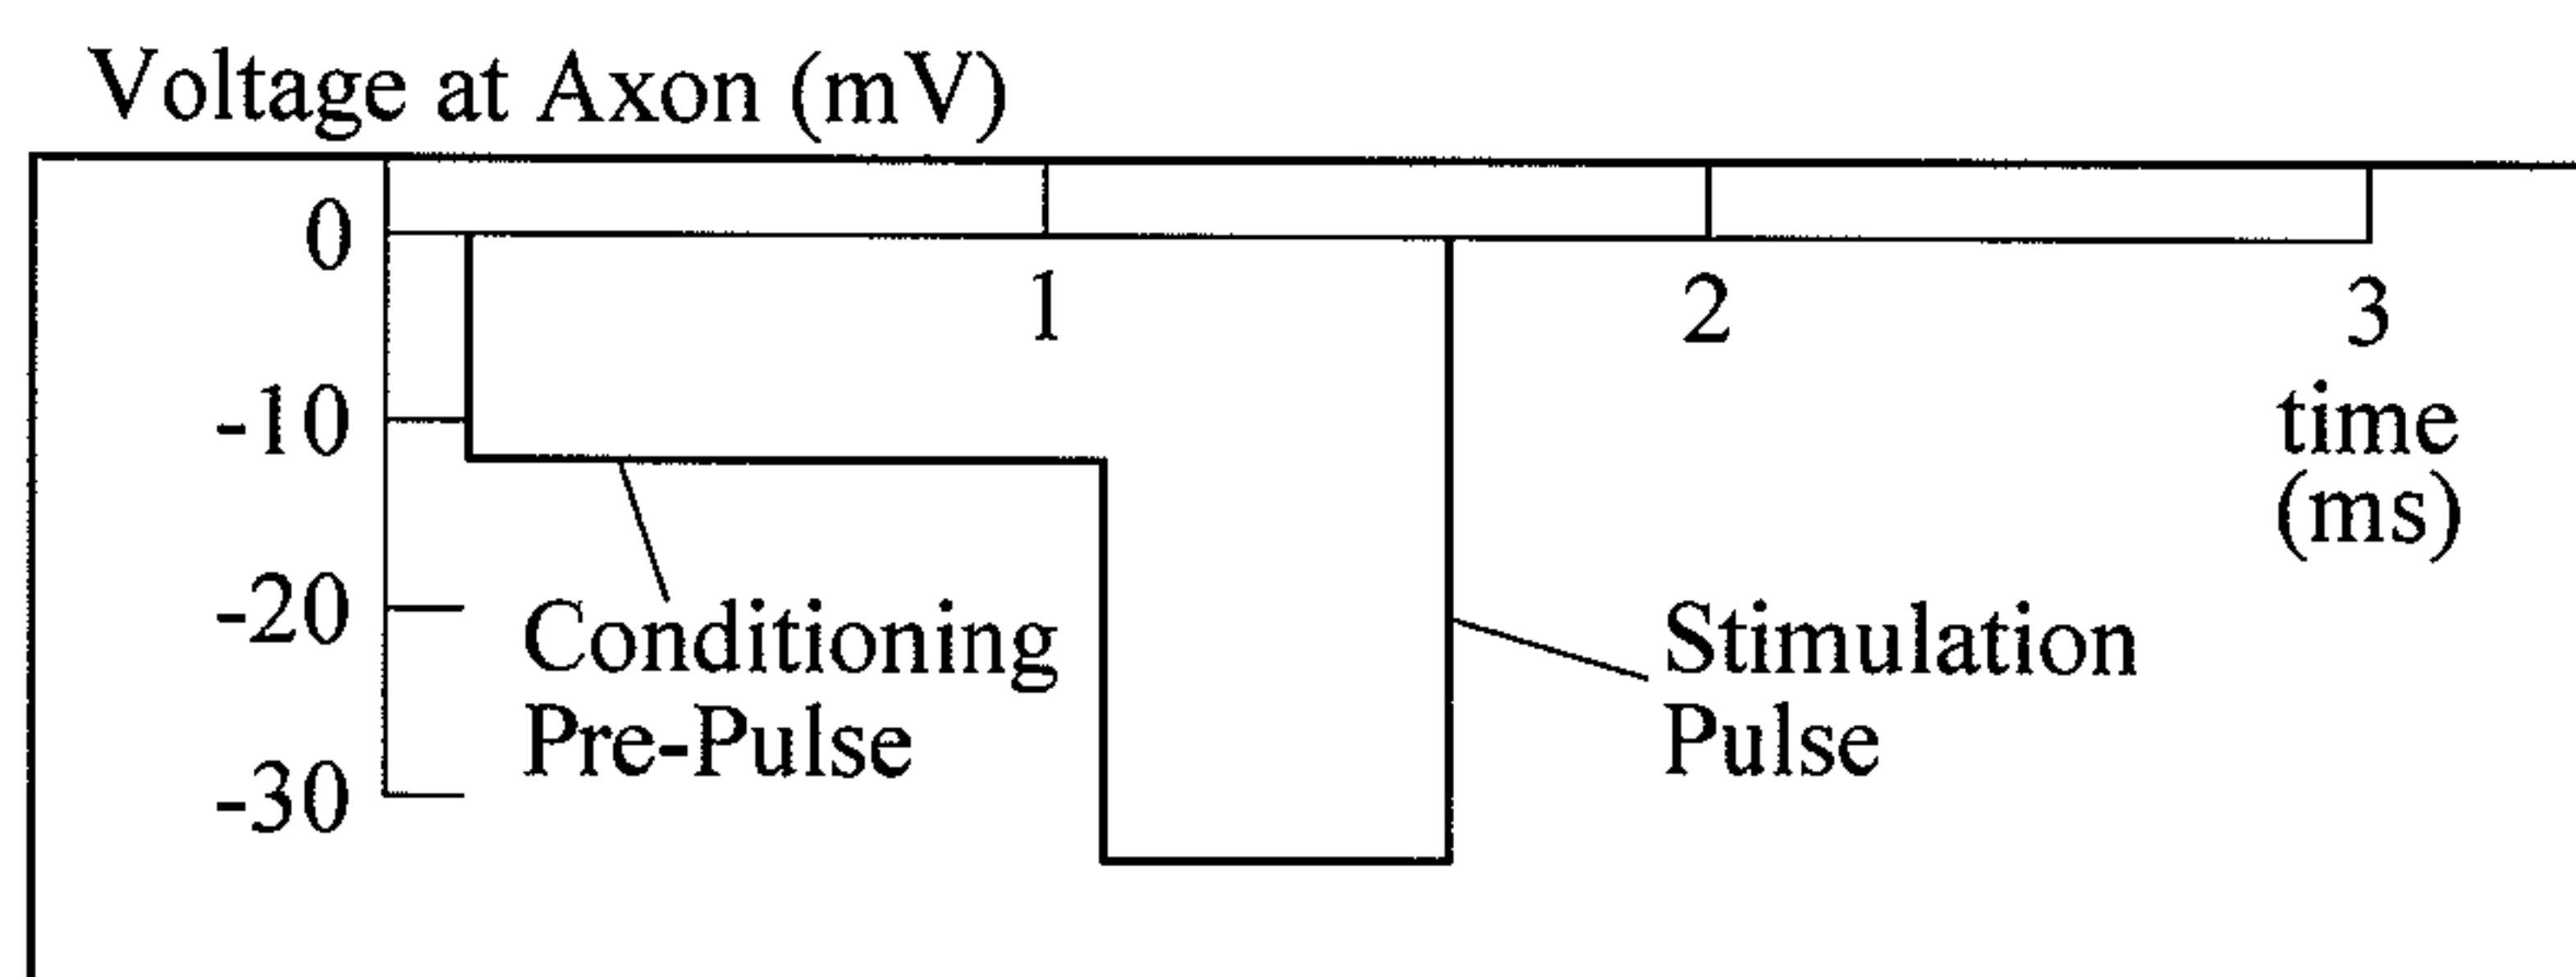 Voltage at Axon (mV)
0
1
2
3
-10
time
(ms)
-20
Conditioning
Pre-Pulse
Stimulation
Pulse
-30